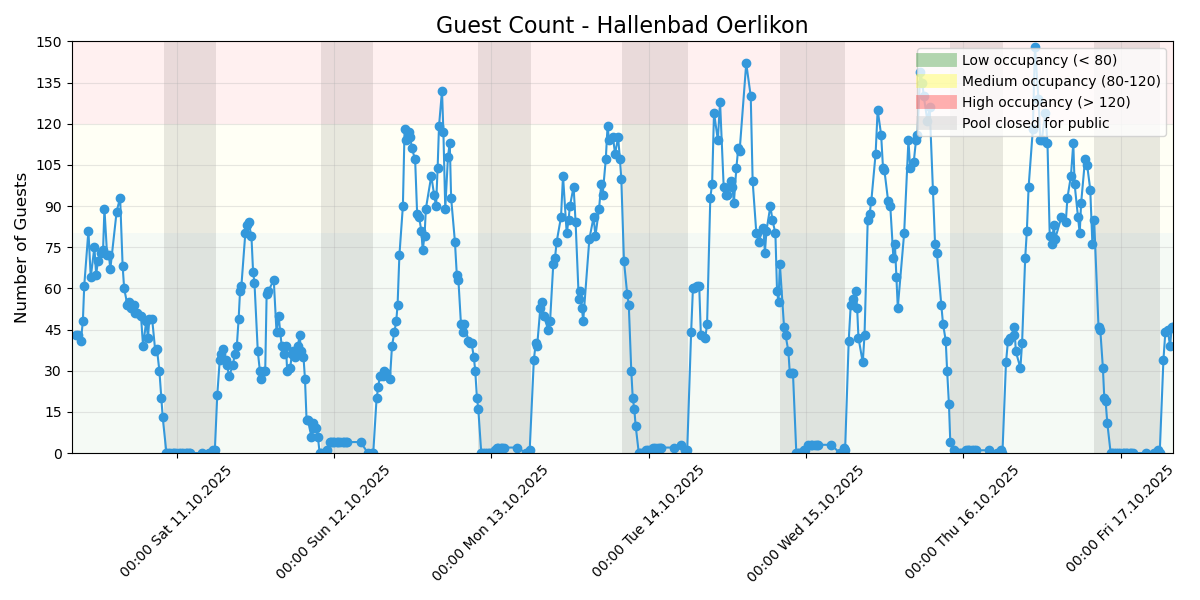 Guest Count - Hallenbad Oerlikon
150
135
120
105
90
75
60
45
30
15
0
Number of Guests
Low occupancy (< 80)
Medium occupancy (80-120)
High occupancy (> 120)
Pool closed for public
00:00 Sat 11.10.2025
00:00 Sun 12.10.2025
00:00 Mon 13.10.2025
00:00 Tue 14.10.2025
00:00 Wed 15.10.2025
00:00 Thu 16.10.2025
00:00 Fri 17.10.2025